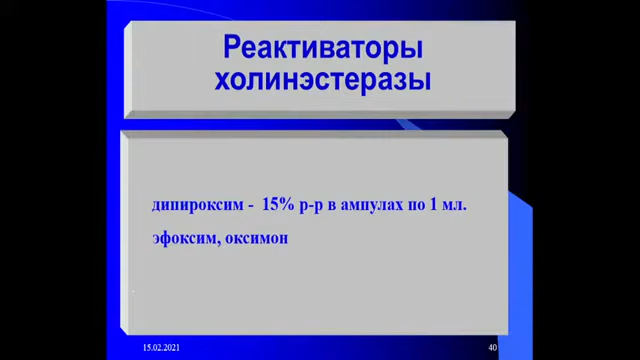 Реактиваторы
холинэстеразы
дипироксим - 15% р-р в ампулах по 1 мл.
эфоксим, оксимон
15.02.2021
40